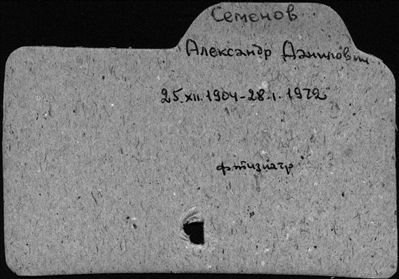 Семенов
Александр Данилович
25.XII.1904-28.I.1972
фтизиатр